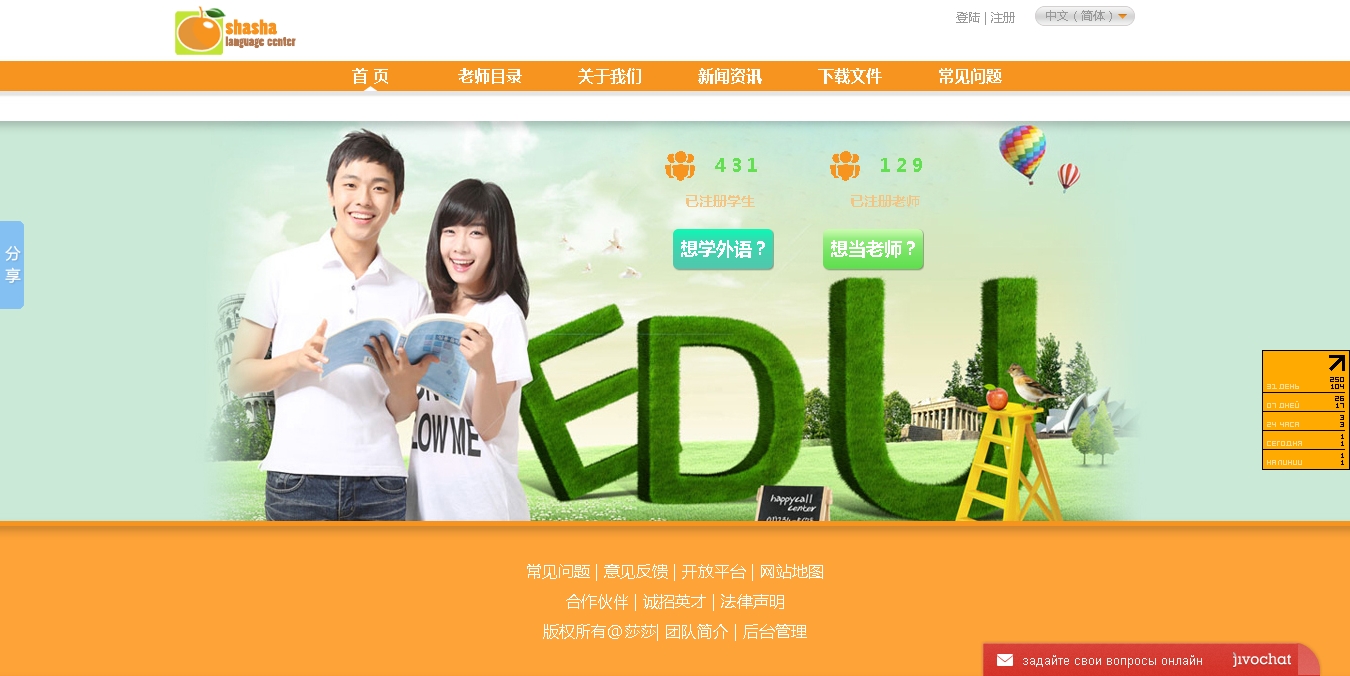 shasha
language center
登陆 | 注册
中文（简体）
首 页
老师目录
关于我们
新闻资讯
下载文件
常见问题
431
129
已注册学生
已注册老师
想学外语？
想当老师？
分享
EDU
LOW ME
happycall
center
31 ДЕНЬ 250 104
07 ДНЕЙ 26 17
24 ЧАСА 3 3
СЕГОДНЯ 1 1
НА ЛИНИИ 1 1
常见问题 | 意见反馈 | 开放平台 | 网站地图
合作伙伴 | 诚招英才 | 法律声明
版权所有@莎莎| 团队简介 | 后台管理
задайте свои вопросы онлайн
jivochat